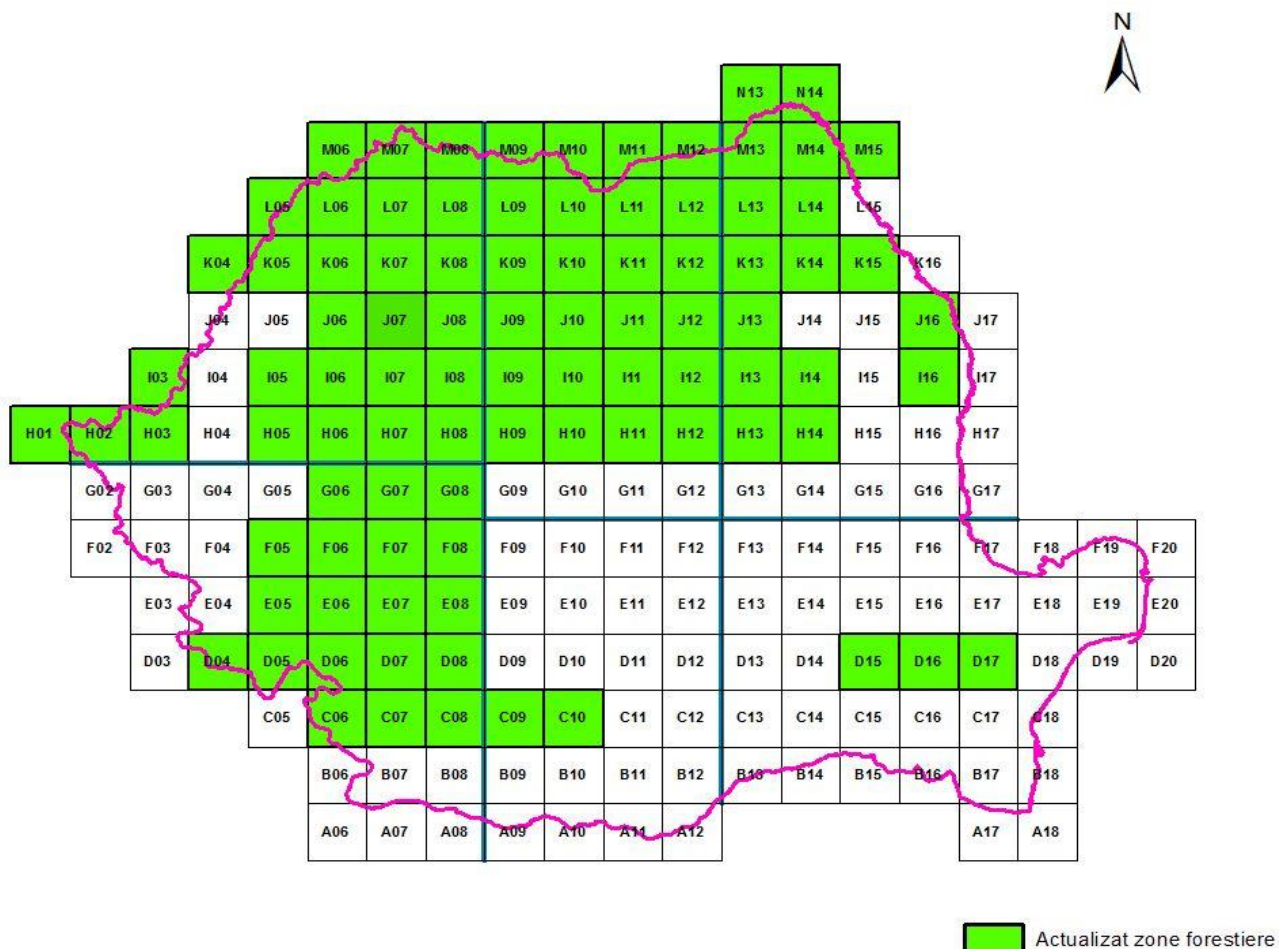 N
N13 N14
M06 M07 M08 M09 M10 M11 M12 M13 M14 M15
L05 L06 L07 L08 L09 L10 L11 L12 L13 L14 L15
K04 K05 K06 K07 K08 K09 K10 K11 K12 K13 K14 K15 K16
J04 J05 J06 J07 J08 J09 J10 J11 J12 J13 J14 J15 J16 J17
I03 I04 I05 I06 I07 I08 I09 I10 I11 I12 I13 I14 I15 I16 I17
H01 H02 H03 H04 H05 H06 H07 H08 H09 H10 H11 H12 H13 H14 H15 H16 H17
G02 G03 G04 G05 G06 G07 G08 G09 G10 G11 G12 G13 G14 G15 G16 G17
F02 F03 F04 F05 F06 F07 F08 F09 F10 F11 F12 F13 F14 F15 F16 F17 F18 F19 F20
E03 E04 E05 E06 E07 E08 E09 E10 E11 E12 E13 E14 E15 E16 E17 E18 E19 E20
D03 D04 D05 D06 D07 D08 D09 D10 D11 D12 D13 D14 D15 D16 D17 D18 D19 D20
C05 C06 C07 C08 C09 C10 C11 C12 C13 C14 C15 C16 C17 C18
B06 B07 B08 B09 B10 B11 B12 B13 B14 B15 B16 B17 B18
A06 A07 A08 A09 A10 A11 A12 A17 A18
Actualizat zone forestiere